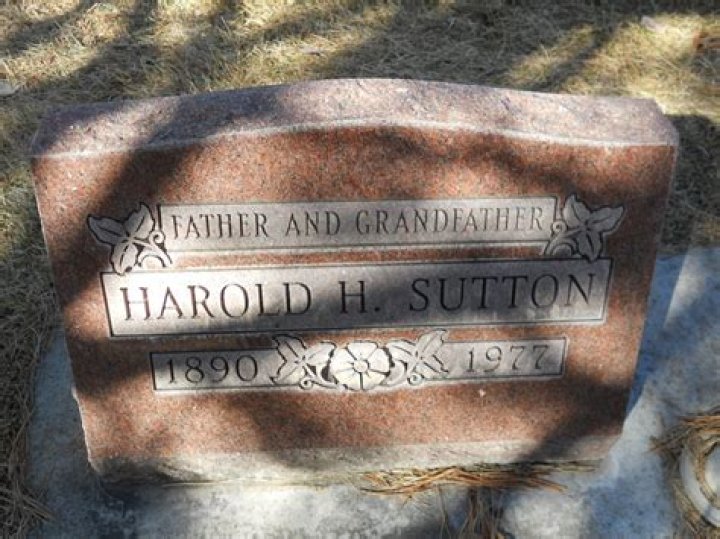 FATHER AND GRANDFATHER
HAROLD H. SUTTON
1890 1977